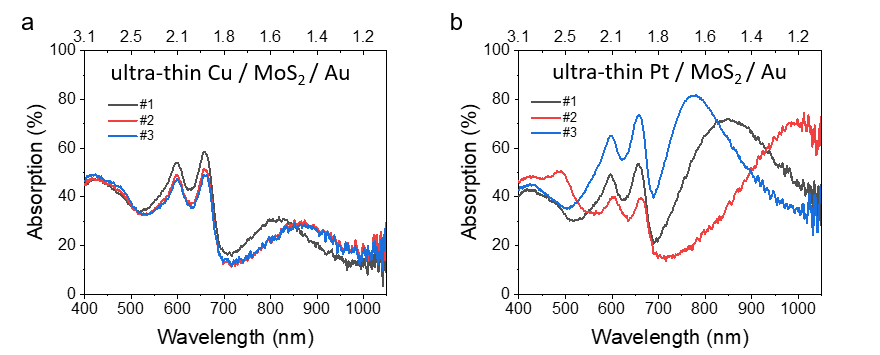 a
3.1 2.5 2.1 1.8 1.6 1.4 1.2
100
80
60
40
20
0
Absorption (%)
ultra-thin Cu / MoS₂ / Au
#1
#2
#3
400 500 600 700 800 900 1000
Wavelength (nm)
b
3.1 2.5 2.1 1.8 1.6 1.4 1.2
100
80
60
40
20
0
Absorption (%)
ultra-thin Pt / MoS₂ / Au
#1
#2
#3
400 500 600 700 800 900 1000
Wavelength (nm)